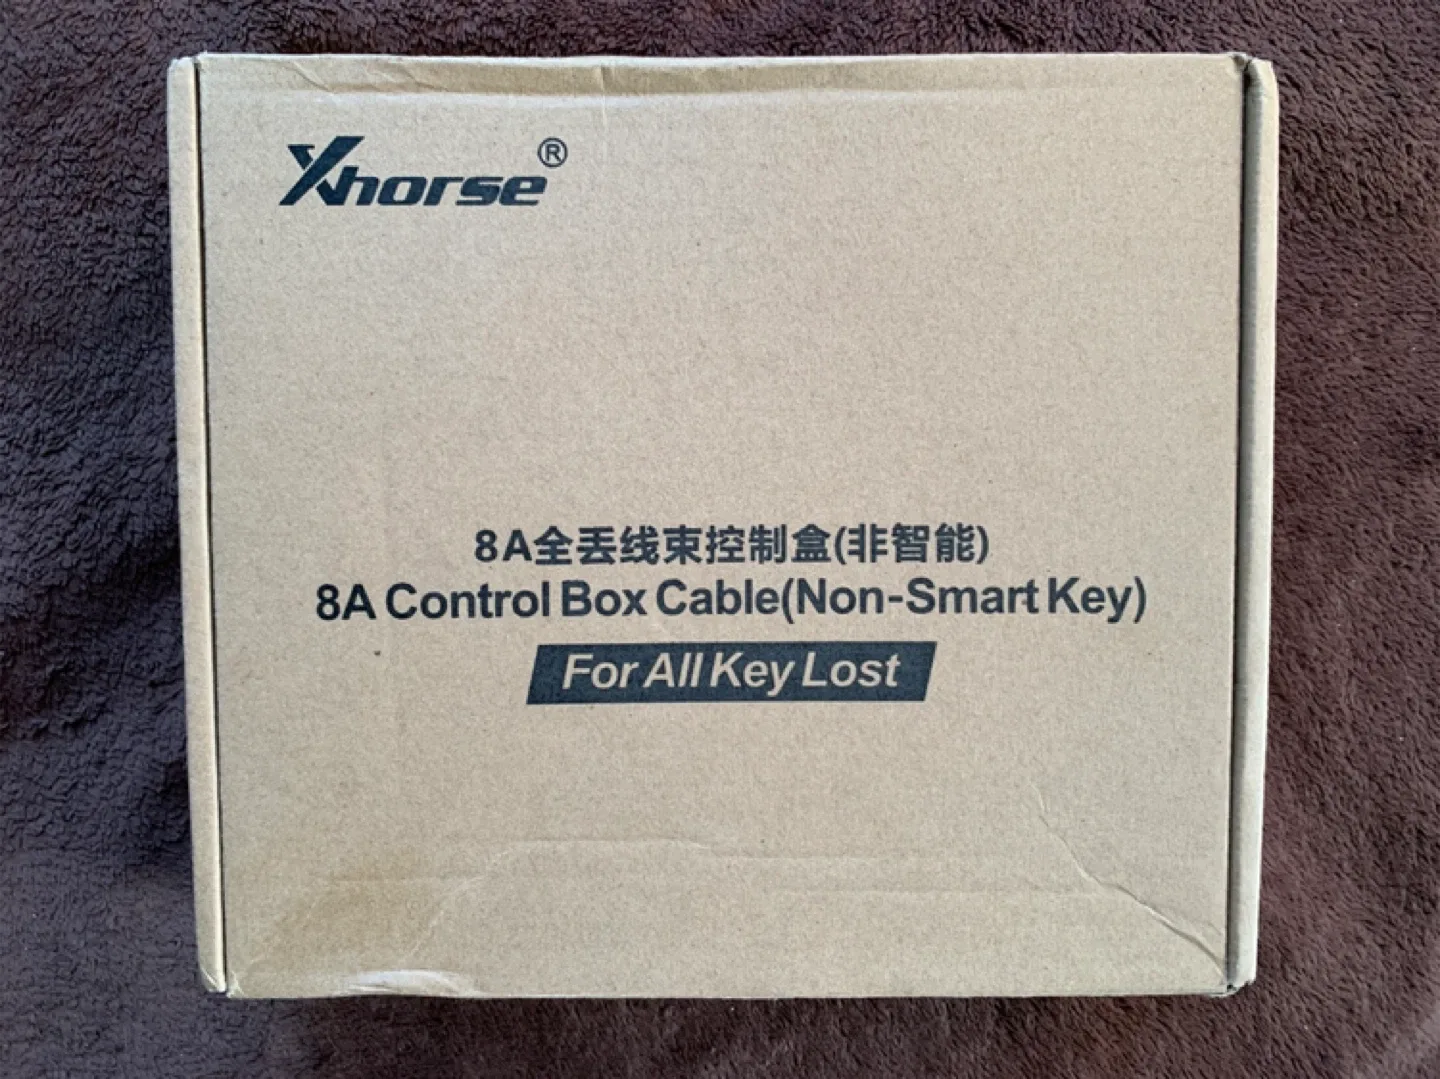 Xhorse®
8A全丢线束控制盒(非智能)
8A Control Box Cable(Non-Smart Key)
For All Key Lost